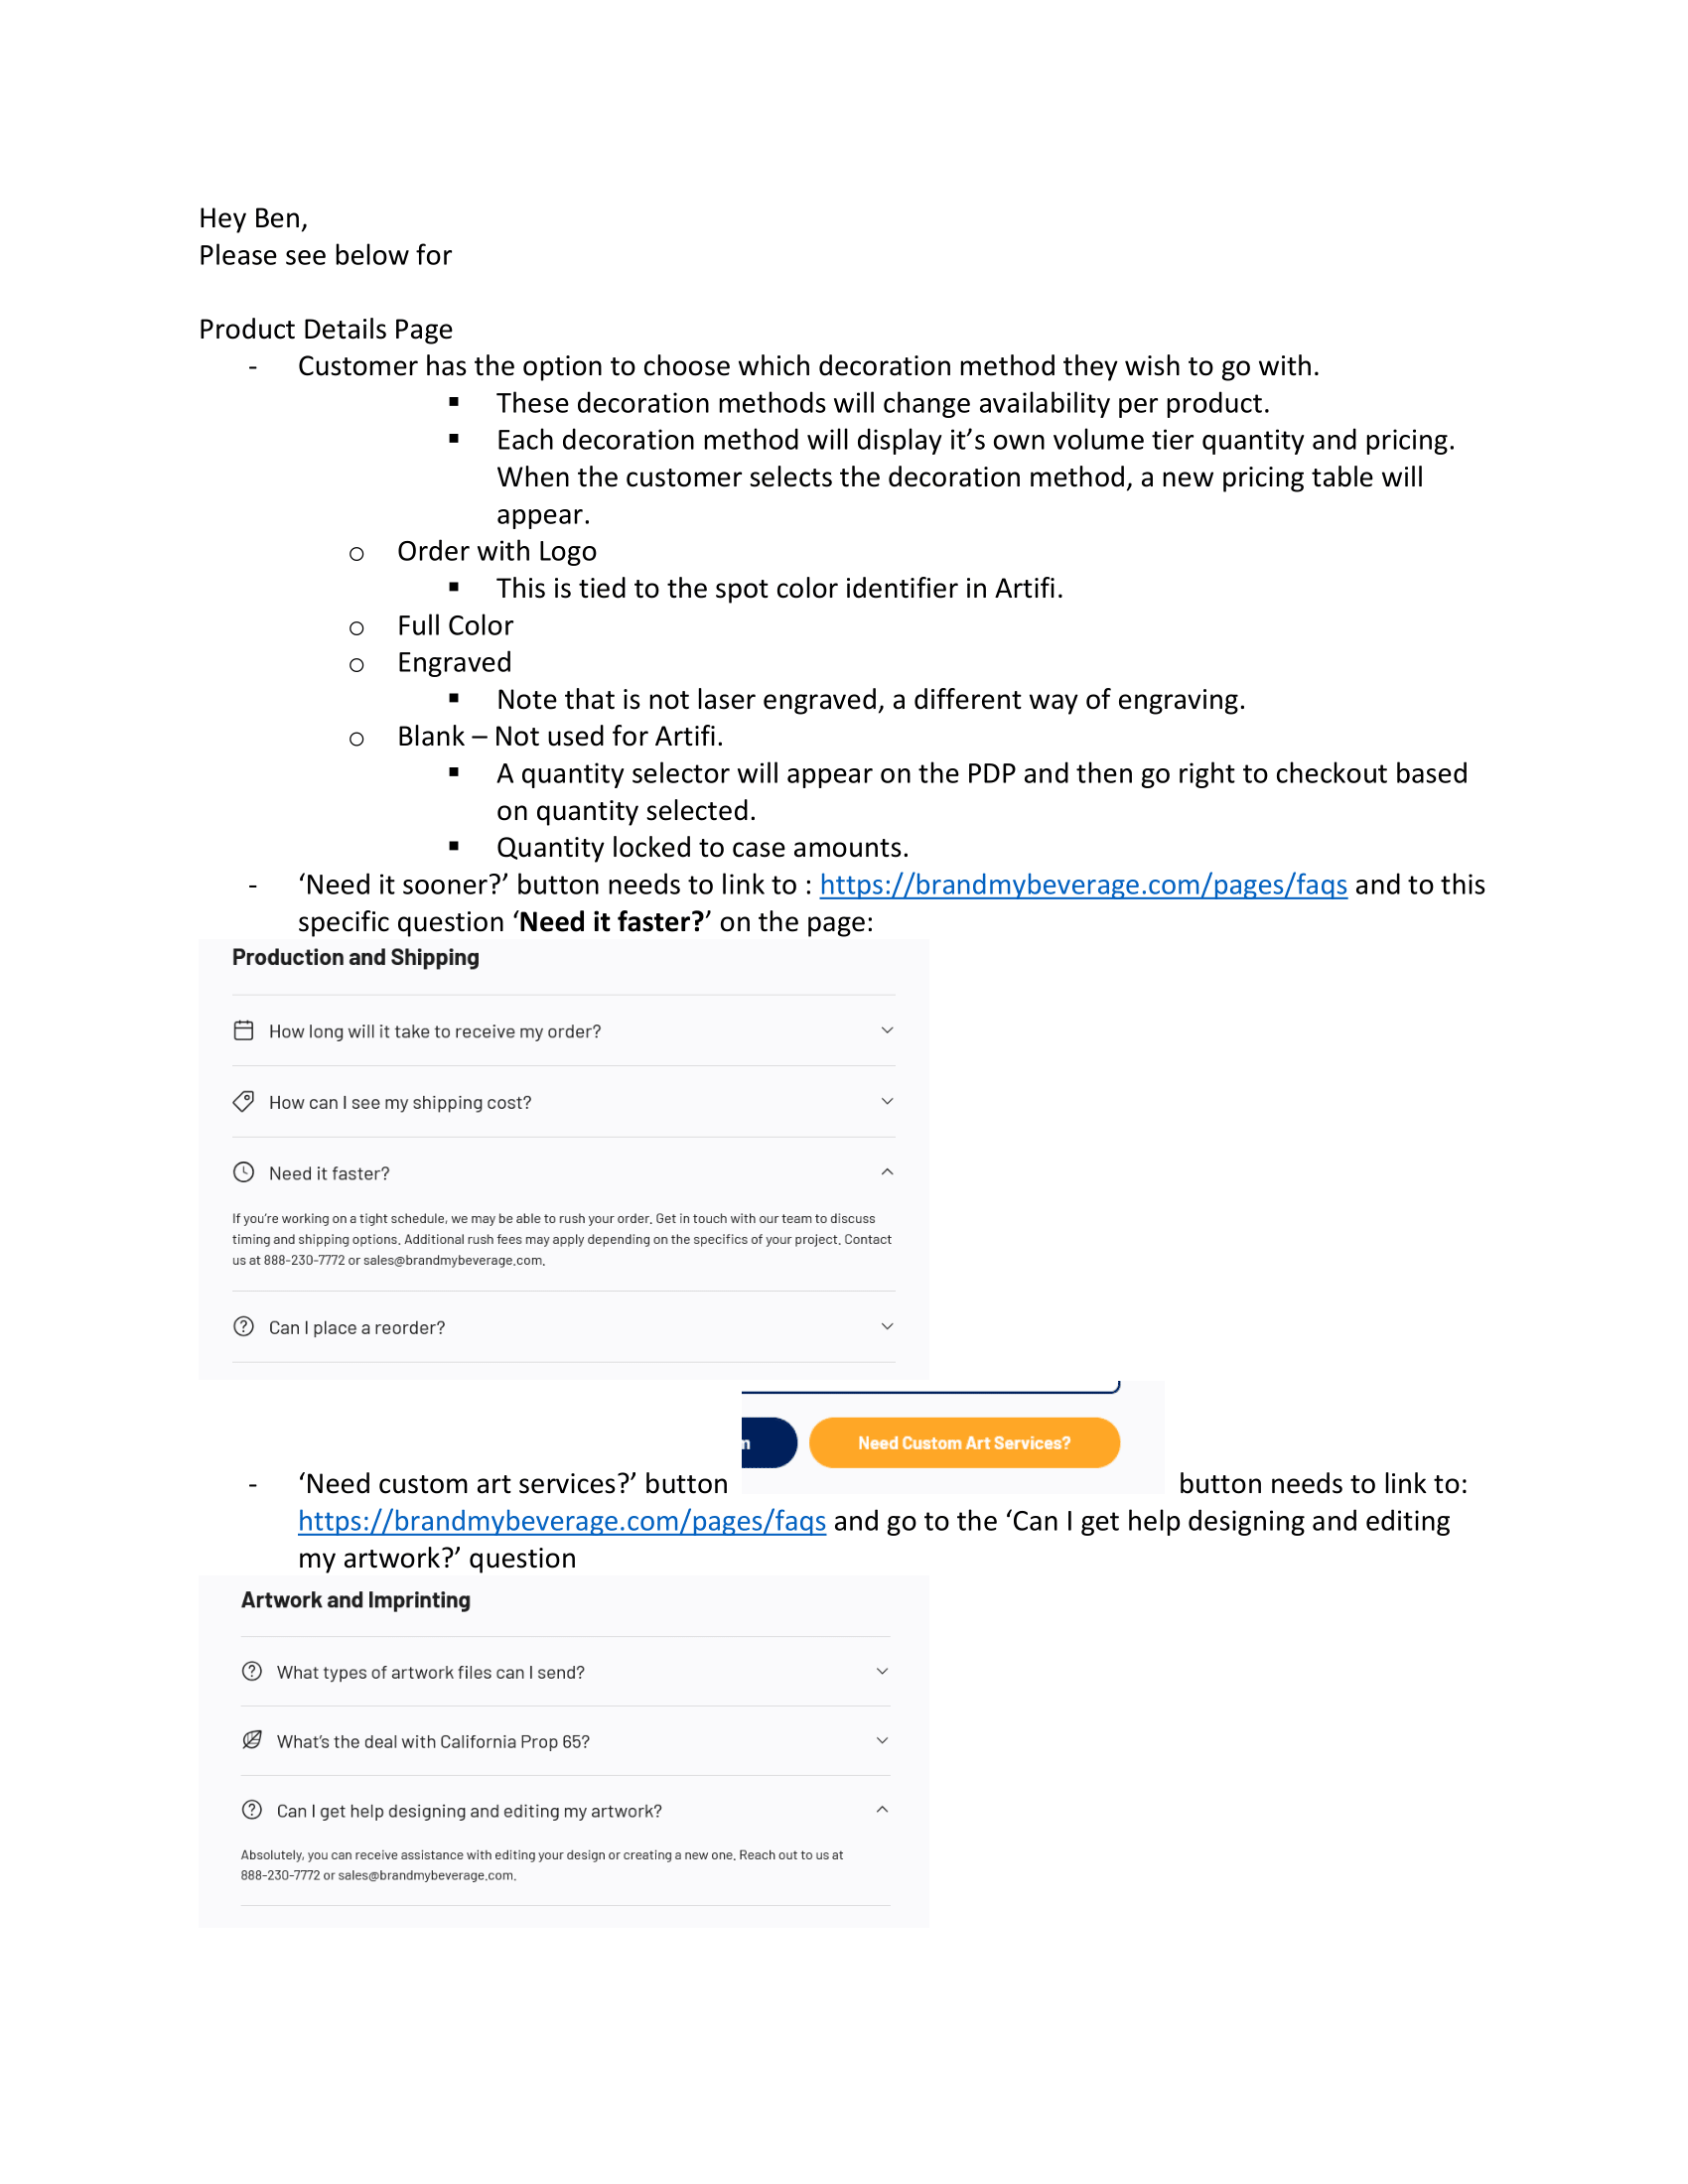 Hey Ben,
Please see below for
Product Details Page
- Customer has the option to choose which decoration method they wish to go with.
▪ These decoration methods will change availability per product.
▪ Each decoration method will display it’s own volume tier quantity and pricing.
When the customer selects the decoration method, a new pricing table will
appear.
o Order with Logo
▪ This is tied to the spot color identifier in Artifi.
o Full Color
o Engraved
▪ Note that is not laser engraved, a different way of engraving.
o Blank – Not used for Artifi.
▪ A quantity selector will appear on the PDP and then go right to checkout based
on quantity selected.
▪ Quantity locked to case amounts.
- ‘Need it sooner?’ button needs to link to : https://brandmybeverage.com/pages/faqs and to this
specific question ‘Need it faster?’ on the page:
Production and Shipping
How long will it take to receive my order?
How can I see my shipping cost?
Need it faster?
If you’re working on a tight schedule, we may be able to rush your order. Get in touch with our team to discuss
timing and shipping options. Additional rush fees may apply depending on the specifics of your project. Contact
us at 888-230-7772 or sales@brandmybeverage.com.
Can I place a reorder?
Need Custom Art Services?
- ‘Need custom art services?’ button button needs to link to:
https://brandmybeverage.com/pages/faqs and go to the ‘Can I get help designing and editing
my artwork?’ question
Artwork and Imprinting
What types of artwork files can I send?
What’s the deal with California Prop 65?
Can I get help designing and editing my artwork?
Absolutely, you can receive assistance with editing your design or creating a new one. Reach out to us at
888-230-7772 or sales@brandmybeverage.com.